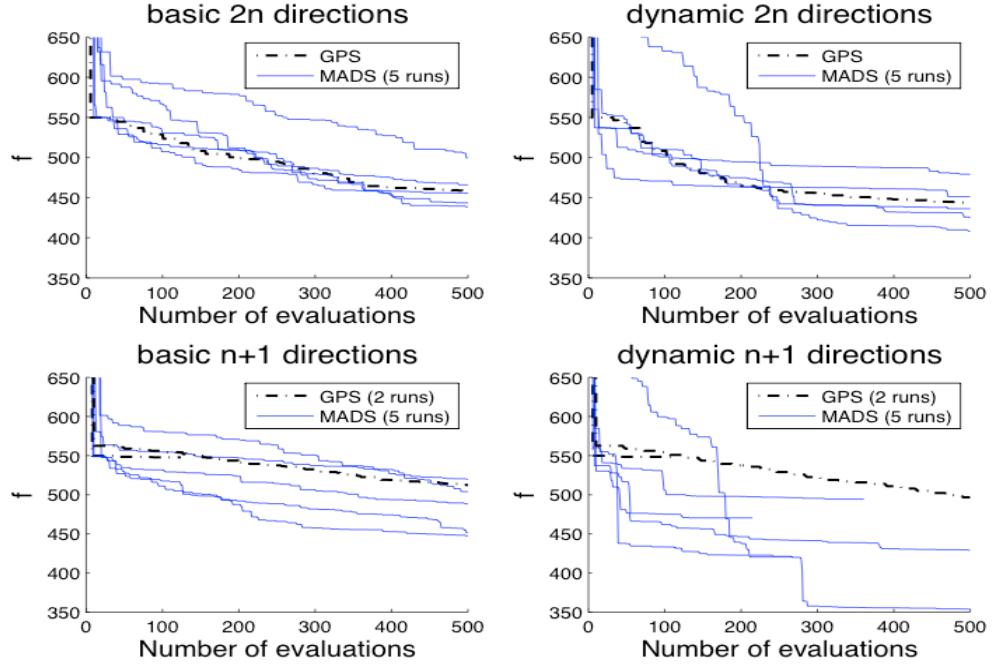 basic 2n directions
650
600
550
500
450
400
350
f
GPS
MADS (5 runs)
0 100 200 300 400 500
Number of evaluations
dynamic 2n directions
650
600
550
500
450
400
350
f
GPS
MADS (5 runs)
0 100 200 300 400 500
Number of evaluations
basic n+1 directions
650
600
550
500
450
400
350
f
GPS (2 runs)
MADS (5 runs)
0 100 200 300 400 500
Number of evaluations
dynamic n+1 directions
650
600
550
500
450
400
350
f
GPS (2 runs)
MADS (5 runs)
0 100 200 300 400 500
Number of evaluations